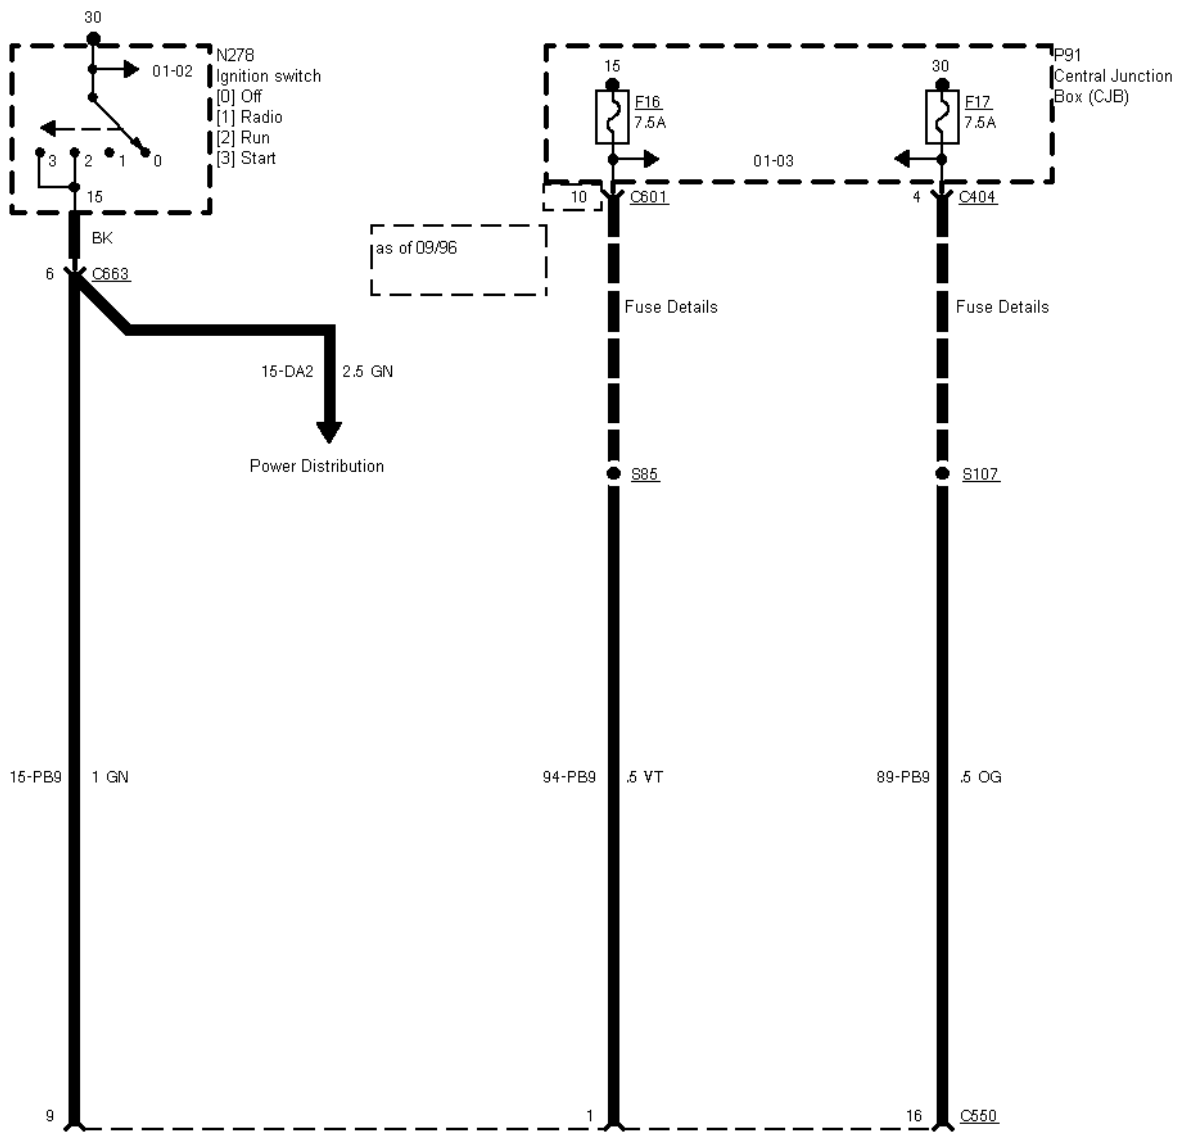 30
01-02
3
2
1
0
15
N278
Ignition switch
[0] Off
[1] Radio
[2] Run
[3] Start
15
F16
7.5A
30
F17
7.5A
01-03
P91
Central Junction
Box (CJB)
10
C601
4
C404
BK
6
C663
as of 09/96
Fuse Details
Fuse Details
15-DA2
2.5 GN
Power Distribution
S85
S107
15-PB9
1 GN
94-PB9
.5 VT
89-PB9
.5 OG
9
1
16
C550